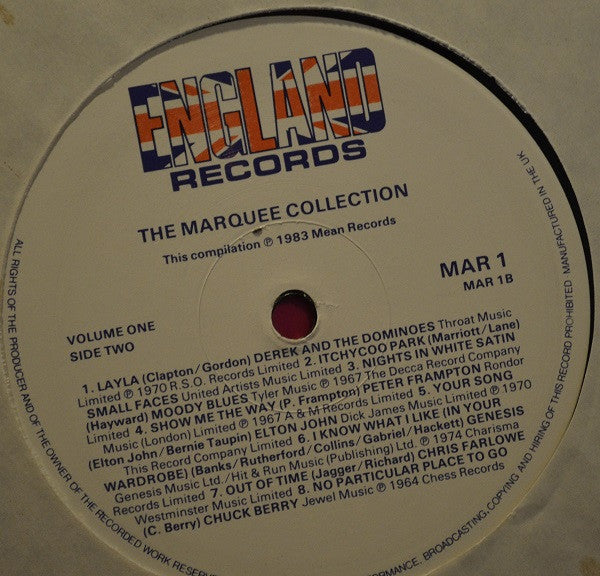 ENGLAND
RECORDS
THE MARQUEE COLLECTION
This compilation ℗ 1983 Mean Records
MAR 1
MAR 1B
VOLUME ONE
SIDE TWO
1. LAYLA (Clapton/Gordon) DEREK AND THE DOMINOES Throat Music
Limited ℗ 1970 R.S.O. Records Limited 2. ITCHYCOO PARK (Marriott/Lane)
SMALL FACES United Artists Music Limited 3. NIGHTS IN WHITE SATIN
(Hayward) MOODY BLUES Tyler Music ℗ 1967 The Decca Record Company
Limited 4. SHOW ME THE WAY (P. Frampton) PETER FRAMPTON Rondor
Music (London) Limited ℗ 1967 A & M Records Limited 5. YOUR SONG
(Elton John/Bernie Taupin) ELTON JOHN Dick James Music Limited ℗ 1970
This Record Company Limited 6. I KNOW WHAT I LIKE (IN YOUR
WARDROBE) (Banks/Rutherford/Collins/Gabriel/Hackett) GENESIS
Genesis Music Ltd./Hit & Run Music (Publishing) Ltd. ℗ 1974 Charisma
Records Limited 7. OUT OF TIME (Jagger/Richard) CHRIS FARLOWE
Westminster Music Limited 8. NO PARTICULAR PLACE TO GO
(C. Berry) CHUCK BERRY Jewel Music ℗ 1964 Chess Records
ALL RIGHTS OF THE PRODUCER AND OF THE OWNER OF THE RECORDED WORK RESERVE
FORMANCE, BROADCASTING, COPYING AND HIRING OF THIS RECORD PROHIBITED. MANUFACTURED IN THE UK